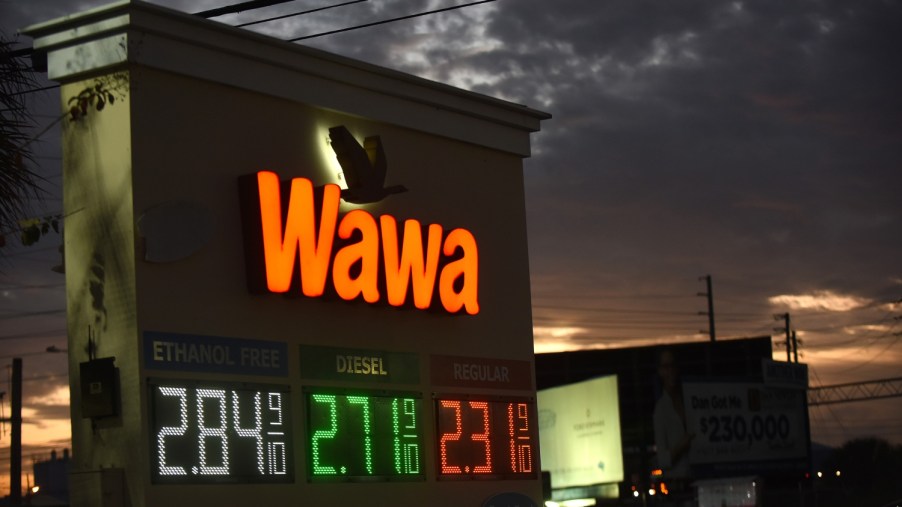 Wawa
ETHANOL FREE
DIESEL
REGULAR
2.84 9/10
2.71 9/10
2.31 9/10
Don Got Me
$230,000